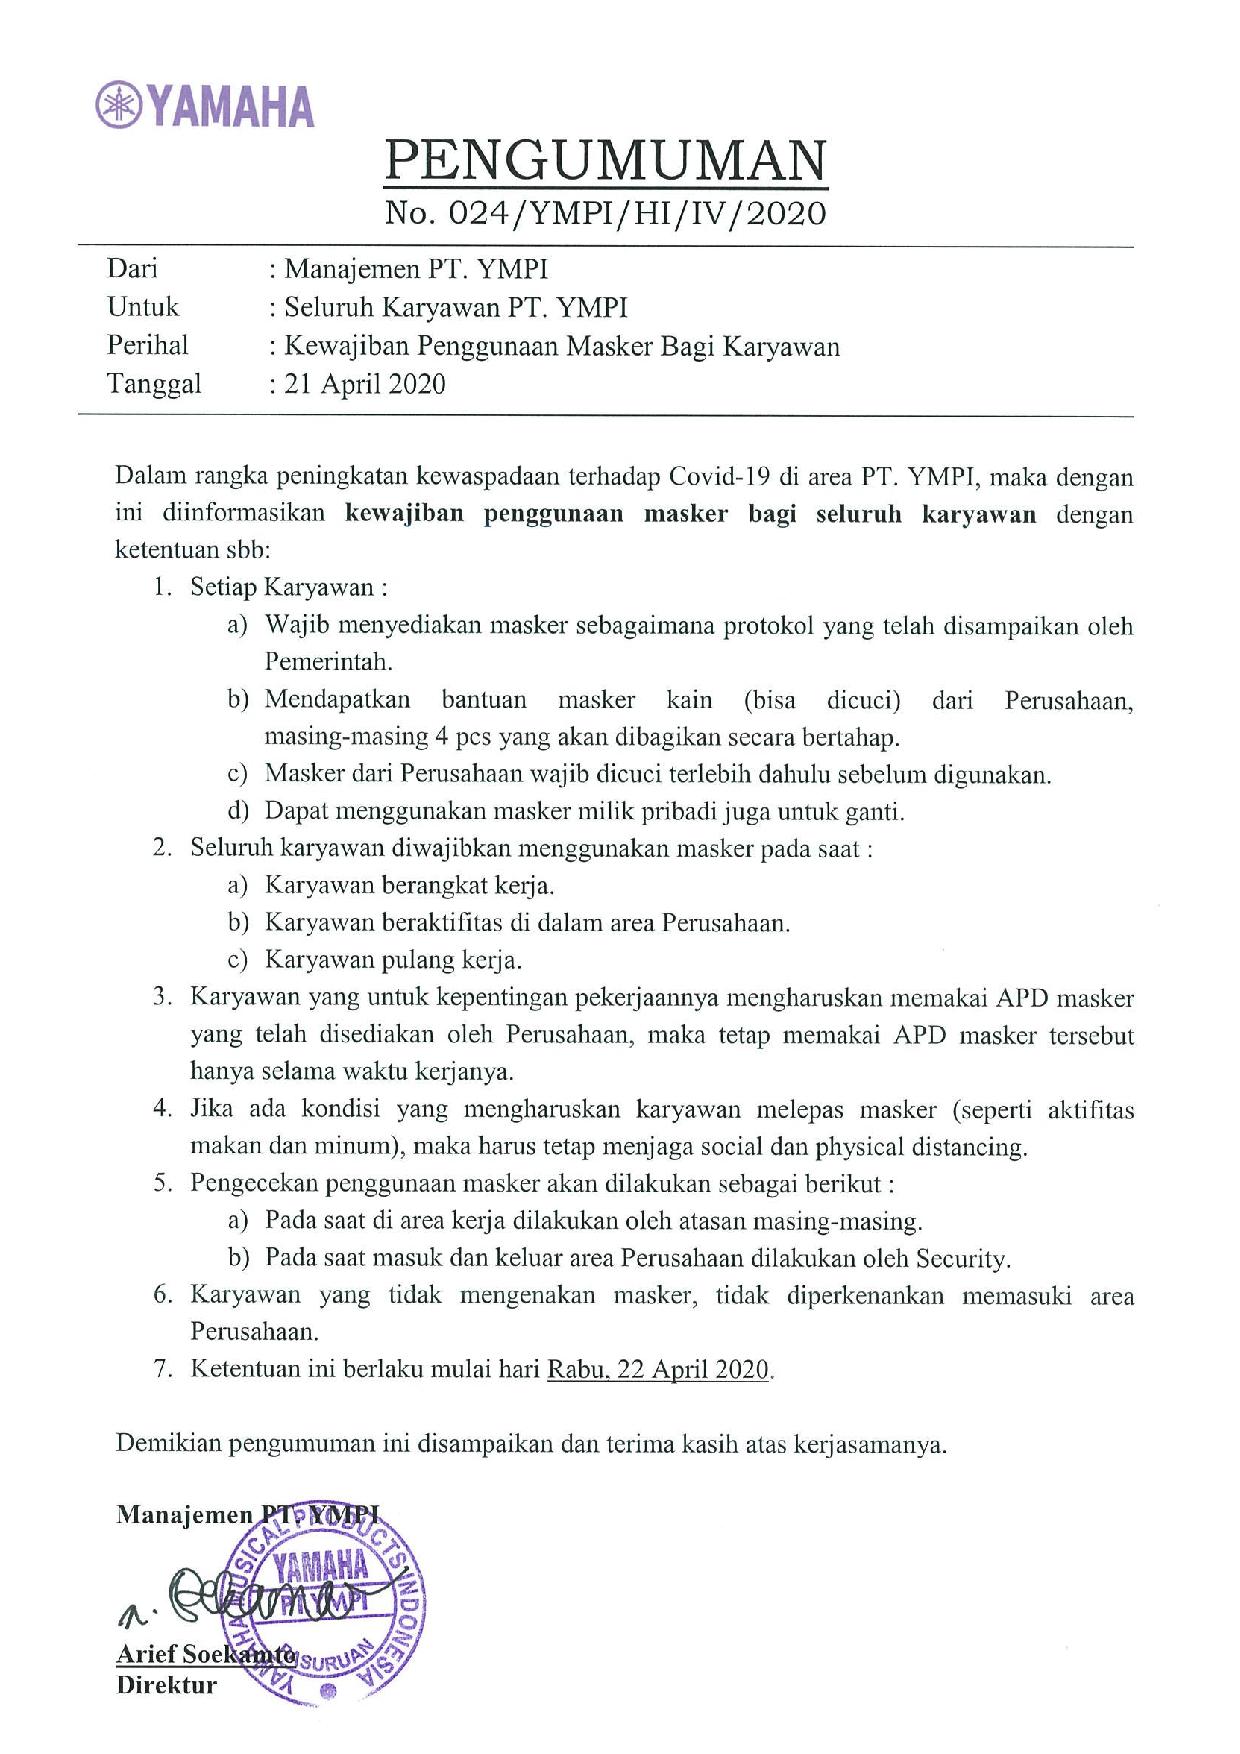 YAMAHA
PENGUMUMAN
No. 024/YMPI/HI/IV/2020
Dari : Manajemen PT. YMPI
Untuk : Seluruh Karyawan PT. YMPI
Perihal : Kewajiban Penggunaan Masker Bagi Karyawan
Tanggal : 21 April 2020
Dalam rangka peningkatan kewaspadaan terhadap Covid-19 di area PT. YMPI, maka dengan
ini diinformasikan kewajiban penggunaan masker bagi seluruh karyawan dengan
ketentuan sbb:
1. Setiap Karyawan :
a) Wajib menyediakan masker sebagaimana protokol yang telah disampaikan oleh
Pemerintah.
b) Mendapatkan bantuan masker kain (bisa dicuci) dari Perusahaan,
masing-masing 4 pcs yang akan dibagikan secara bertahap.
c) Masker dari Perusahaan wajib dicuci terlebih dahulu sebelum digunakan.
d) Dapat menggunakan masker milik pribadi juga untuk ganti.
2. Seluruh karyawan diwajibkan menggunakan masker pada saat :
a) Karyawan berangkat kerja.
b) Karyawan beraktifitas di dalam area Perusahaan.
c) Karyawan pulang kerja.
3. Karyawan yang untuk kepentingan pekerjaannya mengharuskan memakai APD masker
yang telah disediakan oleh Perusahaan, maka tetap memakai APD masker tersebut
hanya selama waktu kerjanya.
4. Jika ada kondisi yang mengharuskan karyawan melepas masker (seperti aktifitas
makan dan minum), maka harus tetap menjaga social dan physical distancing.
5. Pengecekan penggunaan masker akan dilakukan sebagai berikut :
a) Pada saat di area kerja dilakukan oleh atasan masing-masing.
b) Pada saat masuk dan keluar area Perusahaan dilakukan oleh Security.
6. Karyawan yang tidak mengenakan masker, tidak diperkenankan memasuki area
Perusahaan.
7. Ketentuan ini berlaku mulai hari Rabu, 22 April 2020.
Demikian pengumuman ini disampaikan dan terima kasih atas kerjasamanya.
Manajemen PT. YMPI
YAMAHA MUSICAL PRODUCTS INDONESIA
YAMAHA
PT YMPI
PASURUAN
Arief Soekamto
Direktur